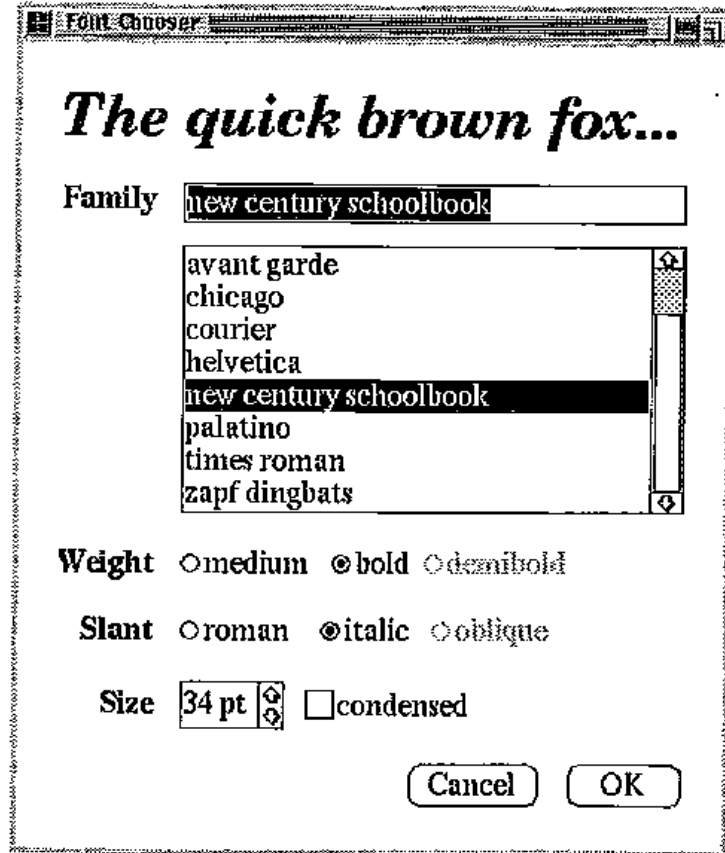 Font Chooser
The quick brown fox...
Family new century schoolbook
avant garde
chicago
courier
helvetica
new century schoolbook
palatino
times roman
zapf dingbats
Weight medium bold demibold
Slant roman italic oblique
Size 34 pt condensed
Cancel OK